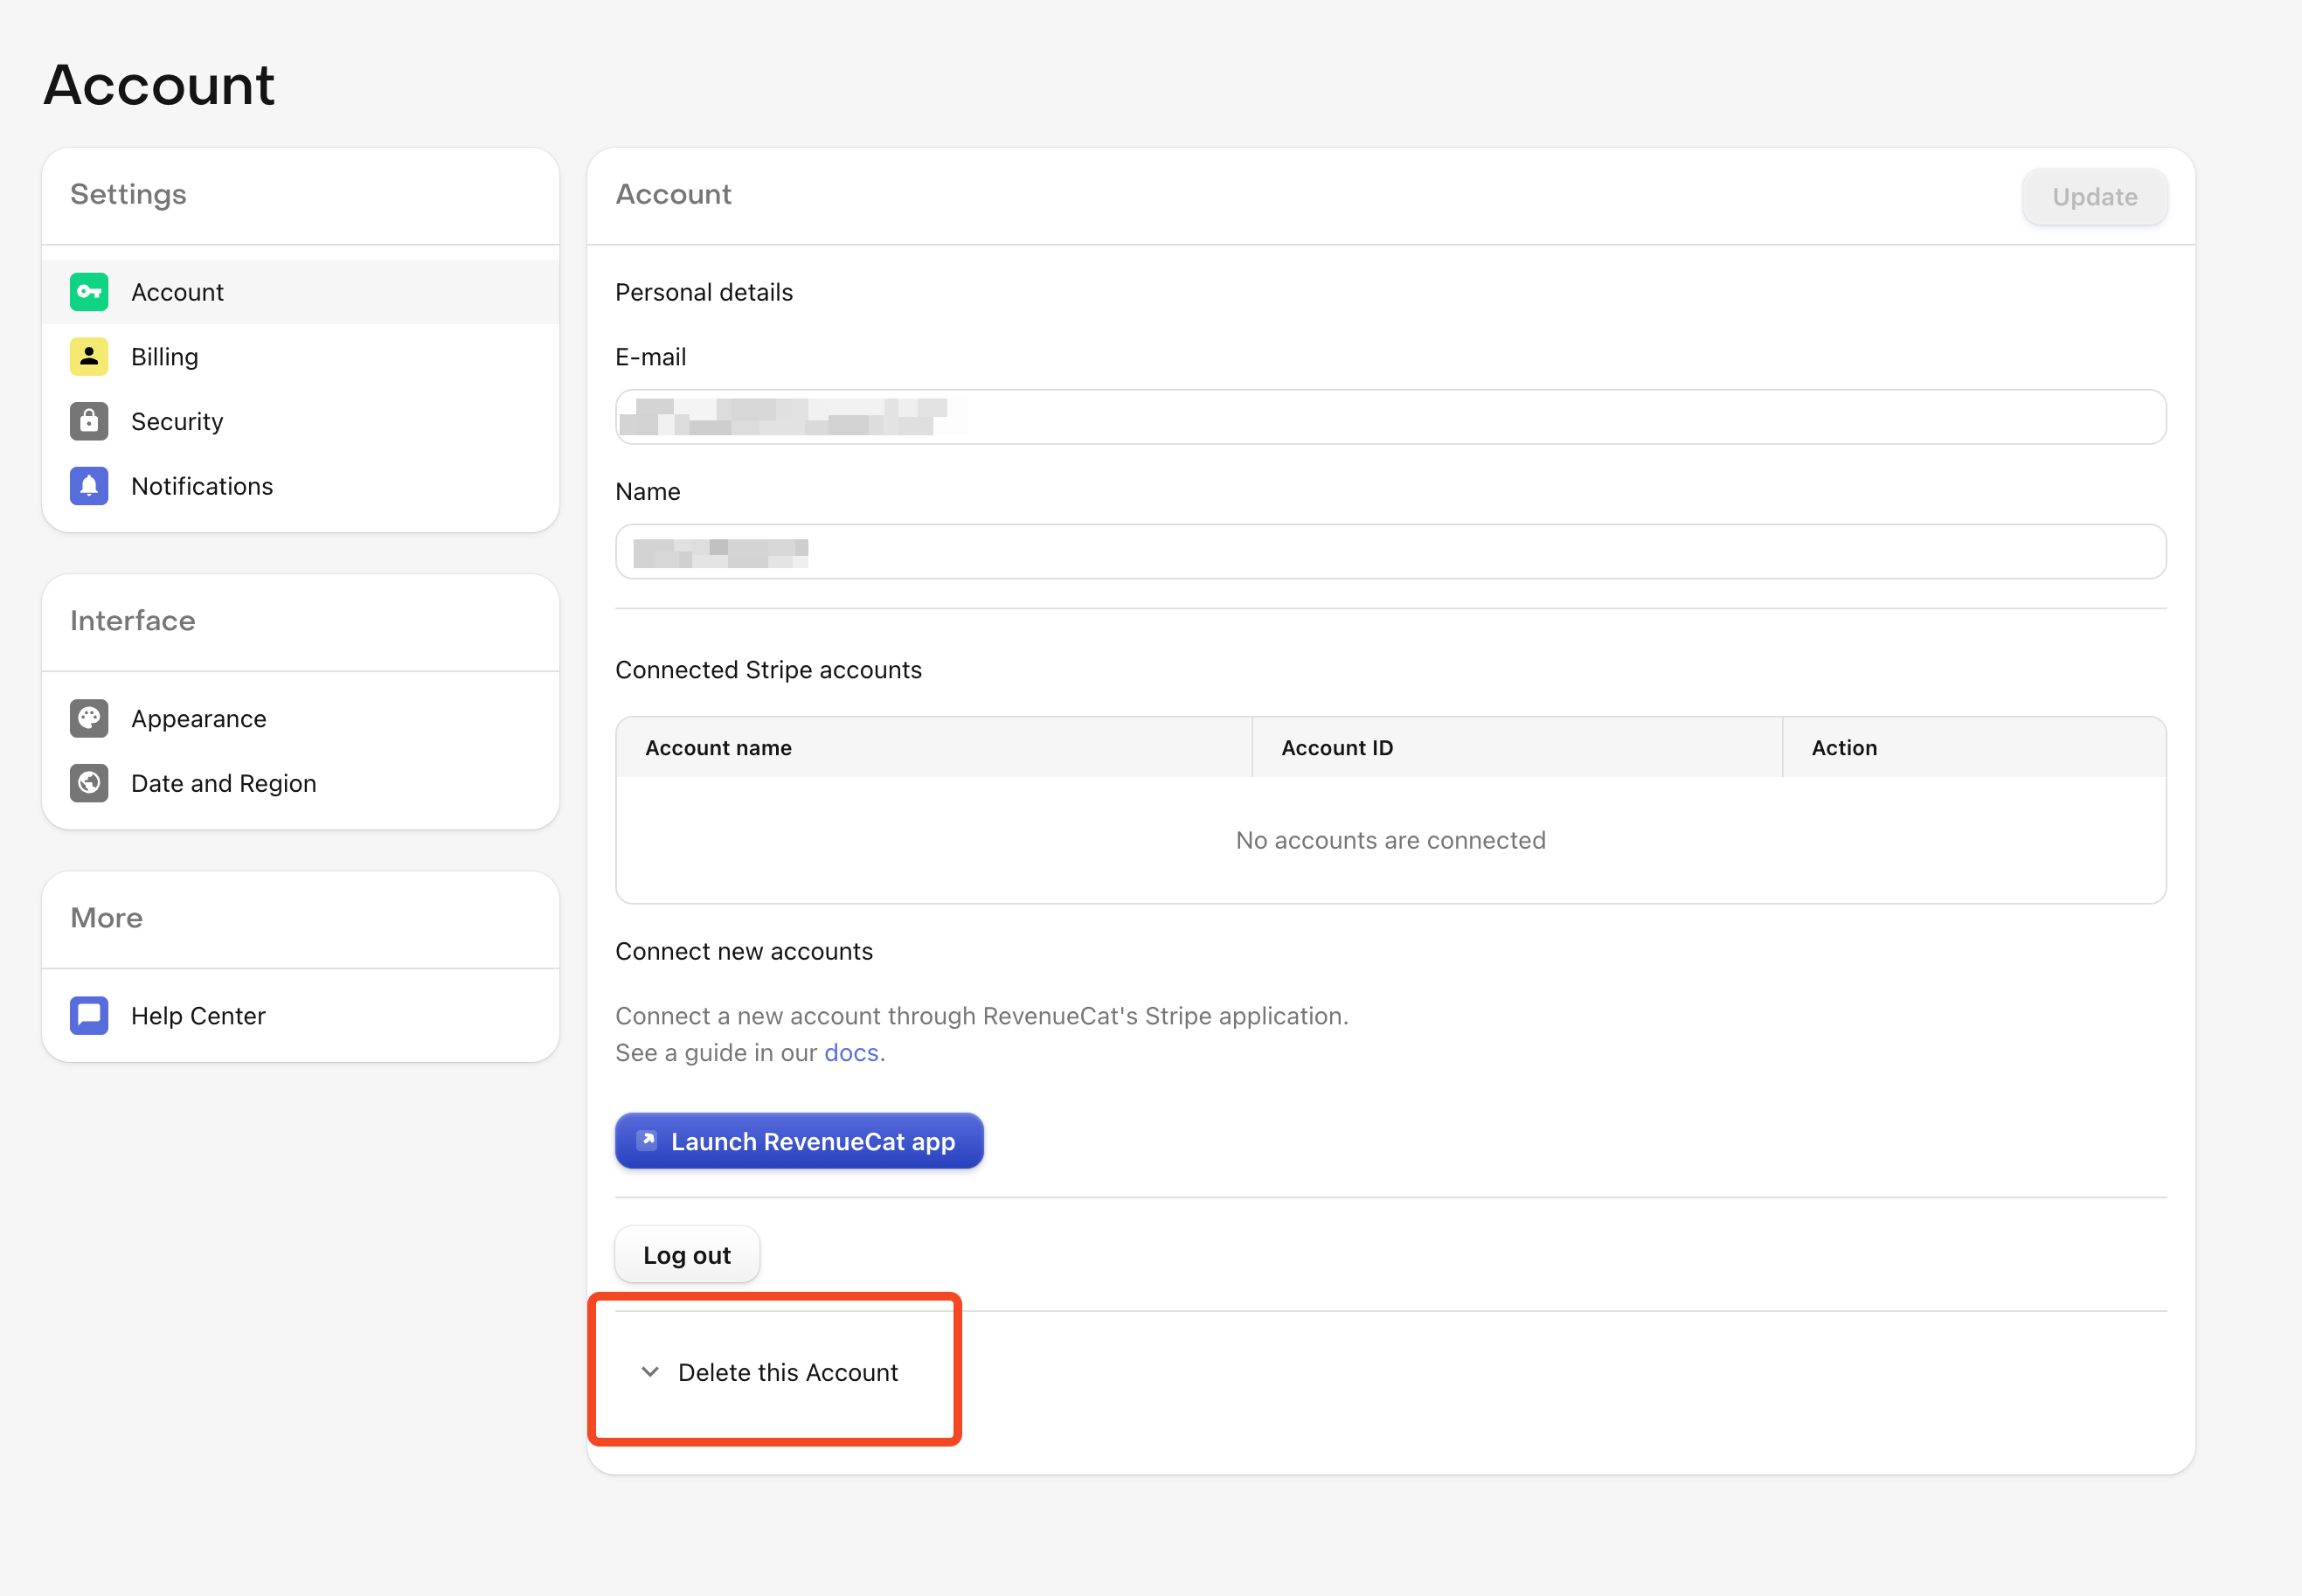 Account
Settings
Account
Billing
Security
Notifications
Interface
Appearance
Date and Region
More
Help Center
Account
Update
Personal details
E-mail
Name
Connected Stripe accounts
Account name
Account ID
Action
No accounts are connected
Connect new accounts
Connect a new account through RevenueCat's Stripe application.
See a guide in our docs.
Launch RevenueCat app
Log out
Delete this Account